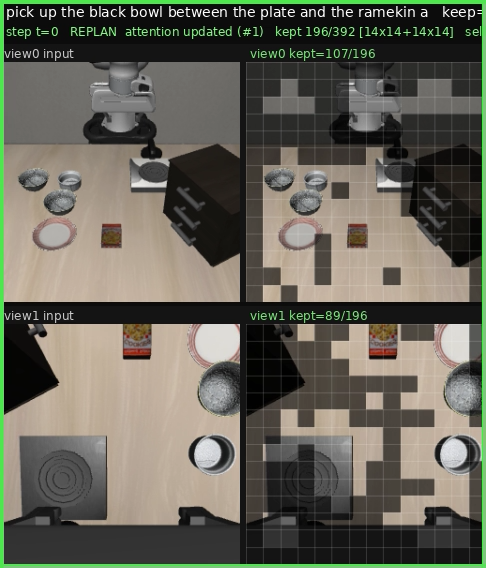 pick up the black bowl between the plate and the ramekin a keep=
step t=0 REPLAN attention updated (#1) kept 196/392 [14x14+14x14] sel
view0 input
view0 kept=107/196
view1 input
view1 kept=89/196